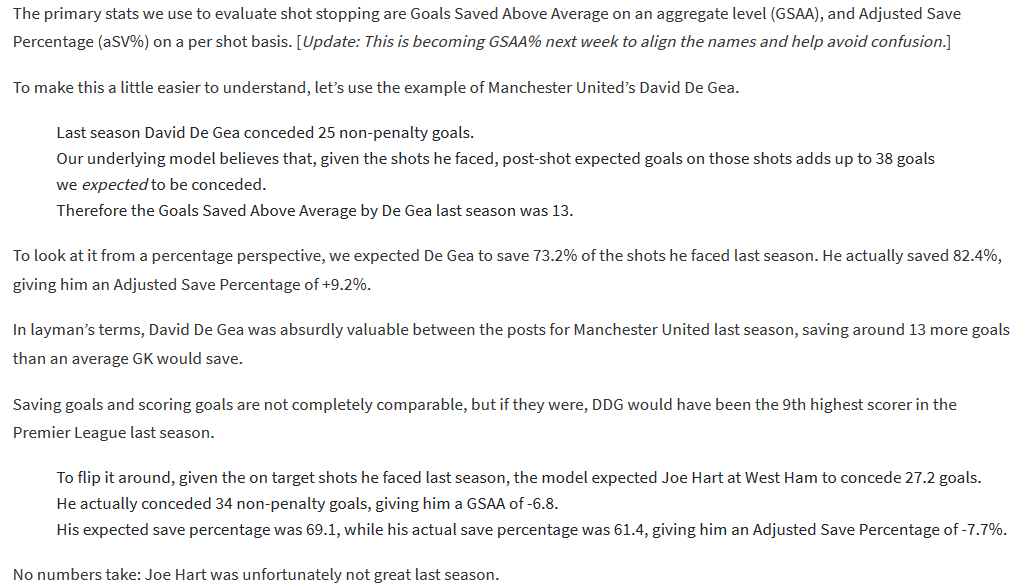 The primary stats we use to evaluate shot stopping are Goals Saved Above Average on an aggregate level (GSAA), and Adjusted Save
Percentage (aSV%) on a per shot basis. [Update: This is becoming GSAA% next week to align the names and help avoid confusion.]
To make this a little easier to understand, let’s use the example of Manchester United’s David De Gea.
Last season David De Gea conceded 25 non-penalty goals.
Our underlying model believes that, given the shots he faced, post-shot expected goals on those shots adds up to 38 goals
we expected to be conceded.
Therefore the Goals Saved Above Average by De Gea last season was 13.
To look at it from a percentage perspective, we expected De Gea to save 73.2% of the shots he faced last season. He actually saved 82.4%,
giving him an Adjusted Save Percentage of +9.2%.
In layman’s terms, David De Gea was absurdly valuable between the posts for Manchester United last season, saving around 13 more goals
than an average GK would save.
Saving goals and scoring goals are not completely comparable, but if they were, DDG would have been the 9th highest scorer in the
Premier League last season.
To flip it around, given the on target shots he faced last season, the model expected Joe Hart at West Ham to concede 27.2 goals.
He actually conceded 34 non-penalty goals, giving him a GSAA of -6.8.
His expected save percentage was 69.1, while his actual save percentage was 61.4, giving him an Adjusted Save Percentage of -7.7%.
No numbers take: Joe Hart was unfortunately not great last season.